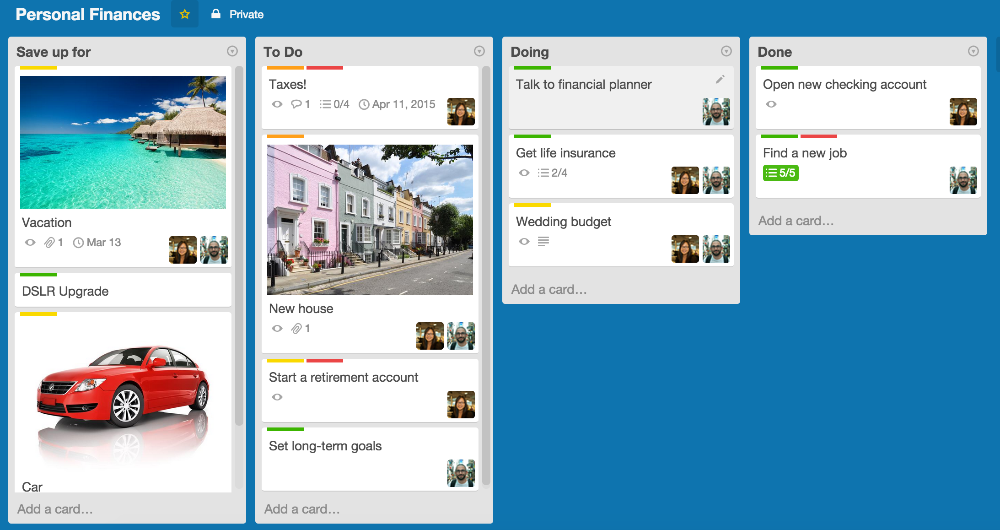 Personal Finances Private
Save up for
Vacation
1 Mar 13
DSLR Upgrade
Car
Add a card…
To Do
Taxes!
1 0/4 Apr 11, 2015
New house
1
Start a retirement account
Set long-term goals
Add a card…
Doing
Talk to financial planner
Get life insurance
2/4
Wedding budget
Add a card…
Done
Open new checking account
Find a new job
5/5
Add a card…